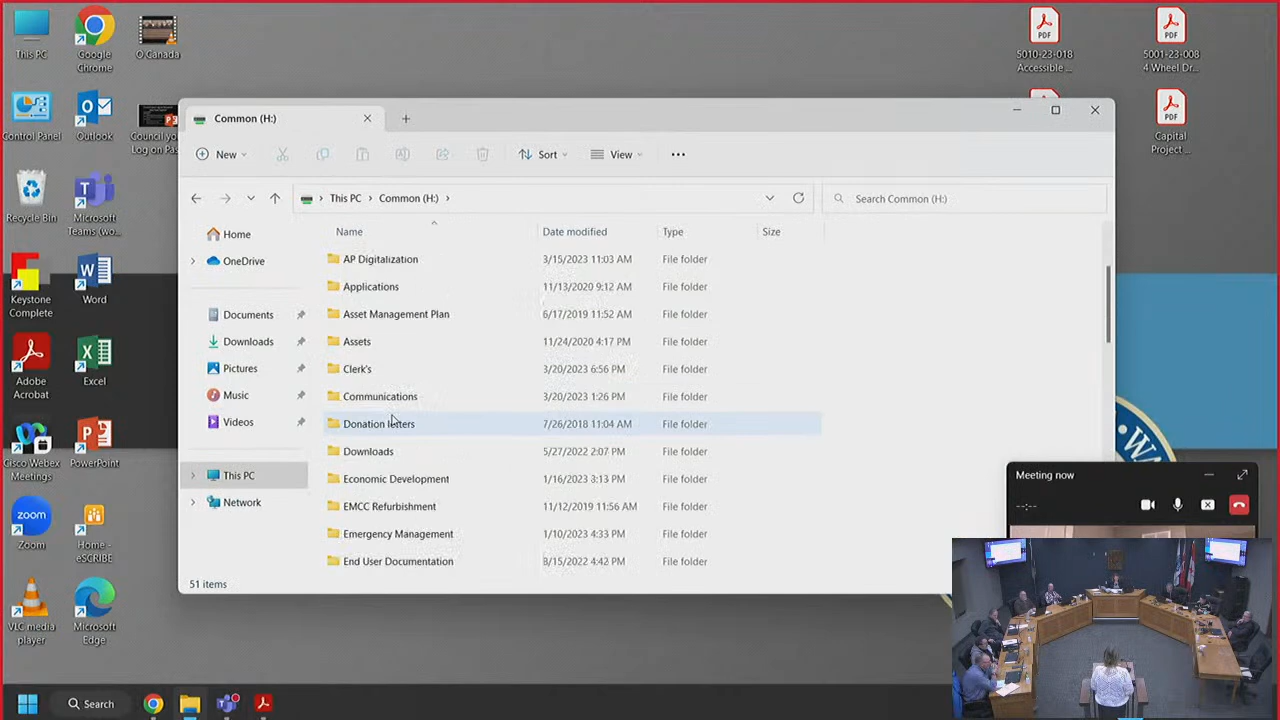 This PC
Google
Chrome
O Canada
5010-23-018
Accessible ...
5001-23-008
4 Wheel Dr...
Control Panel
Outlook
Council yo
Log on Pas
Capital
Project ...
Recycle Bin
Microsoft
Teams (wo...
Keystone
Complete
Word
Adobe
Acrobat
Excel
Cisco Webex
Meetings
PowerPoint
Zoom
Home -
eSCRIBE
VLC media
player
Microsoft
Edge
Common (H:)
New
Sort
View
This PC
Common (H:)
Search Common (H:)
Home
OneDrive
Documents
Downloads
Pictures
Music
Videos
This PC
Network
Name Date modified Type Size
AP Digitalization 3/15/2023 11:03 AM File folder
Applications 11/13/2020 9:12 AM File folder
Asset Management Plan 6/17/2019 11:52 AM File folder
Assets 11/24/2020 4:17 PM File folder
Clerk's 3/20/2023 6:56 PM File folder
Communications 3/20/2023 1:26 PM File folder
Donation letters 7/26/2018 11:04 AM File folder
Downloads 5/27/2022 2:07 PM File folder
Economic Development 1/16/2023 3:13 PM File folder
EMCC Refurbishment 11/12/2019 11:56 AM File folder
Emergency Management 1/10/2023 4:33 PM File folder
End User Documentation 8/15/2022 4:42 PM File folder
51 items
Meeting now
--:--
Search
PDF
PDF
PDF